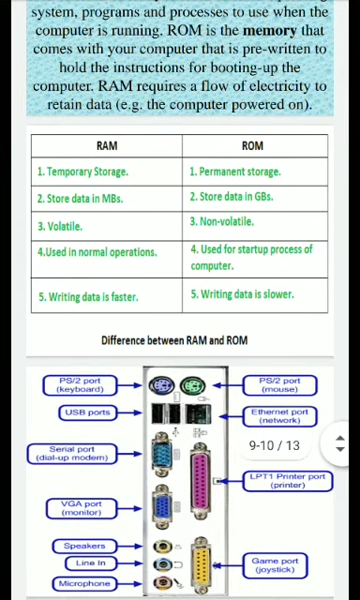 system, programs and processes to use when the
computer is running. ROM is the memory that
comes with your computer that is pre-written to
hold the instructions for booting-up the
computer. RAM requires a flow of electricity to
retain data (e.g. the computer powered on).
RAM ROM
1. Temporary Storage. 1. Permanent storage.
2. Store data in MBs. 2. Store data in GBs.
3. Volatile. 3. Non-volatile.
4.Used in normal operations. 4. Used for startup process of
computer.
5. Writing data is faster. 5. Writing data is slower.
Difference between RAM and ROM
PS/2 port
(keyboard)
PS/2 port
(mouse)
USB ports
Ethernet port
(network)
9-10 / 13
Serial port
(dial-up modem)
LPT1 Printer port
(printer)
VGA port
(monitor)
Speakers
Line In
Game port
(joystick)
Microphone